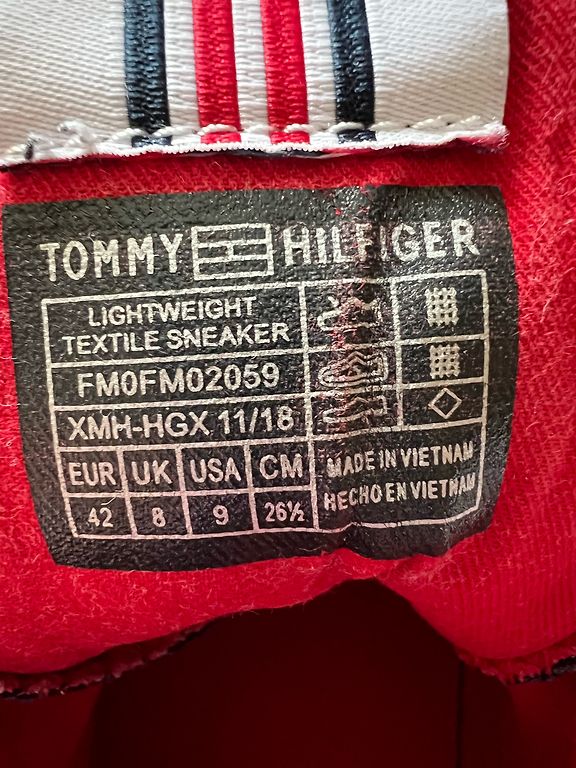 TOMMY HILFIGER
LIGHTWEIGHT
TEXTILE SNEAKER
FM0FM02059
XMH-HGX 11/18
EUR UK USA CM
42 8 9 26½
MADE IN VIETNAM
HECHO EN VIETNAM